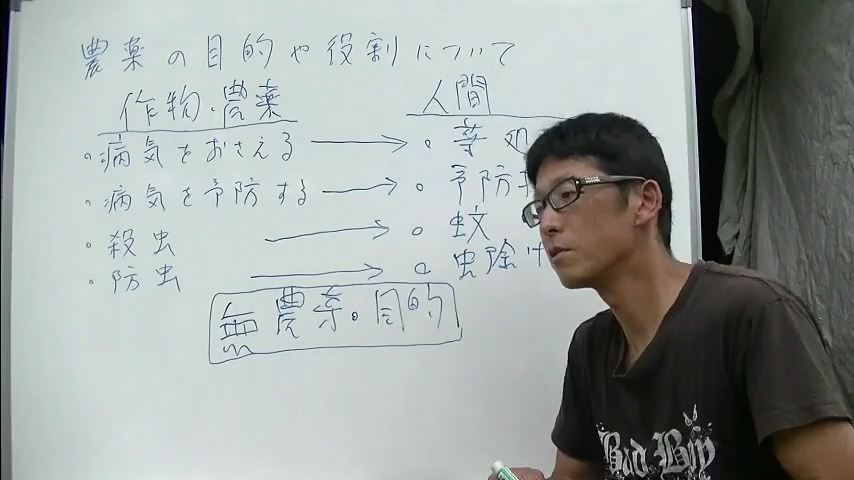 農薬の目的や役割について
作物・農薬 人間
・病気をおさえる → ・薬 処
・病気を予防する → ・予防
・殺虫 → ・蚊
・防虫 → ・虫除け
無農薬・目的
Bad Boy